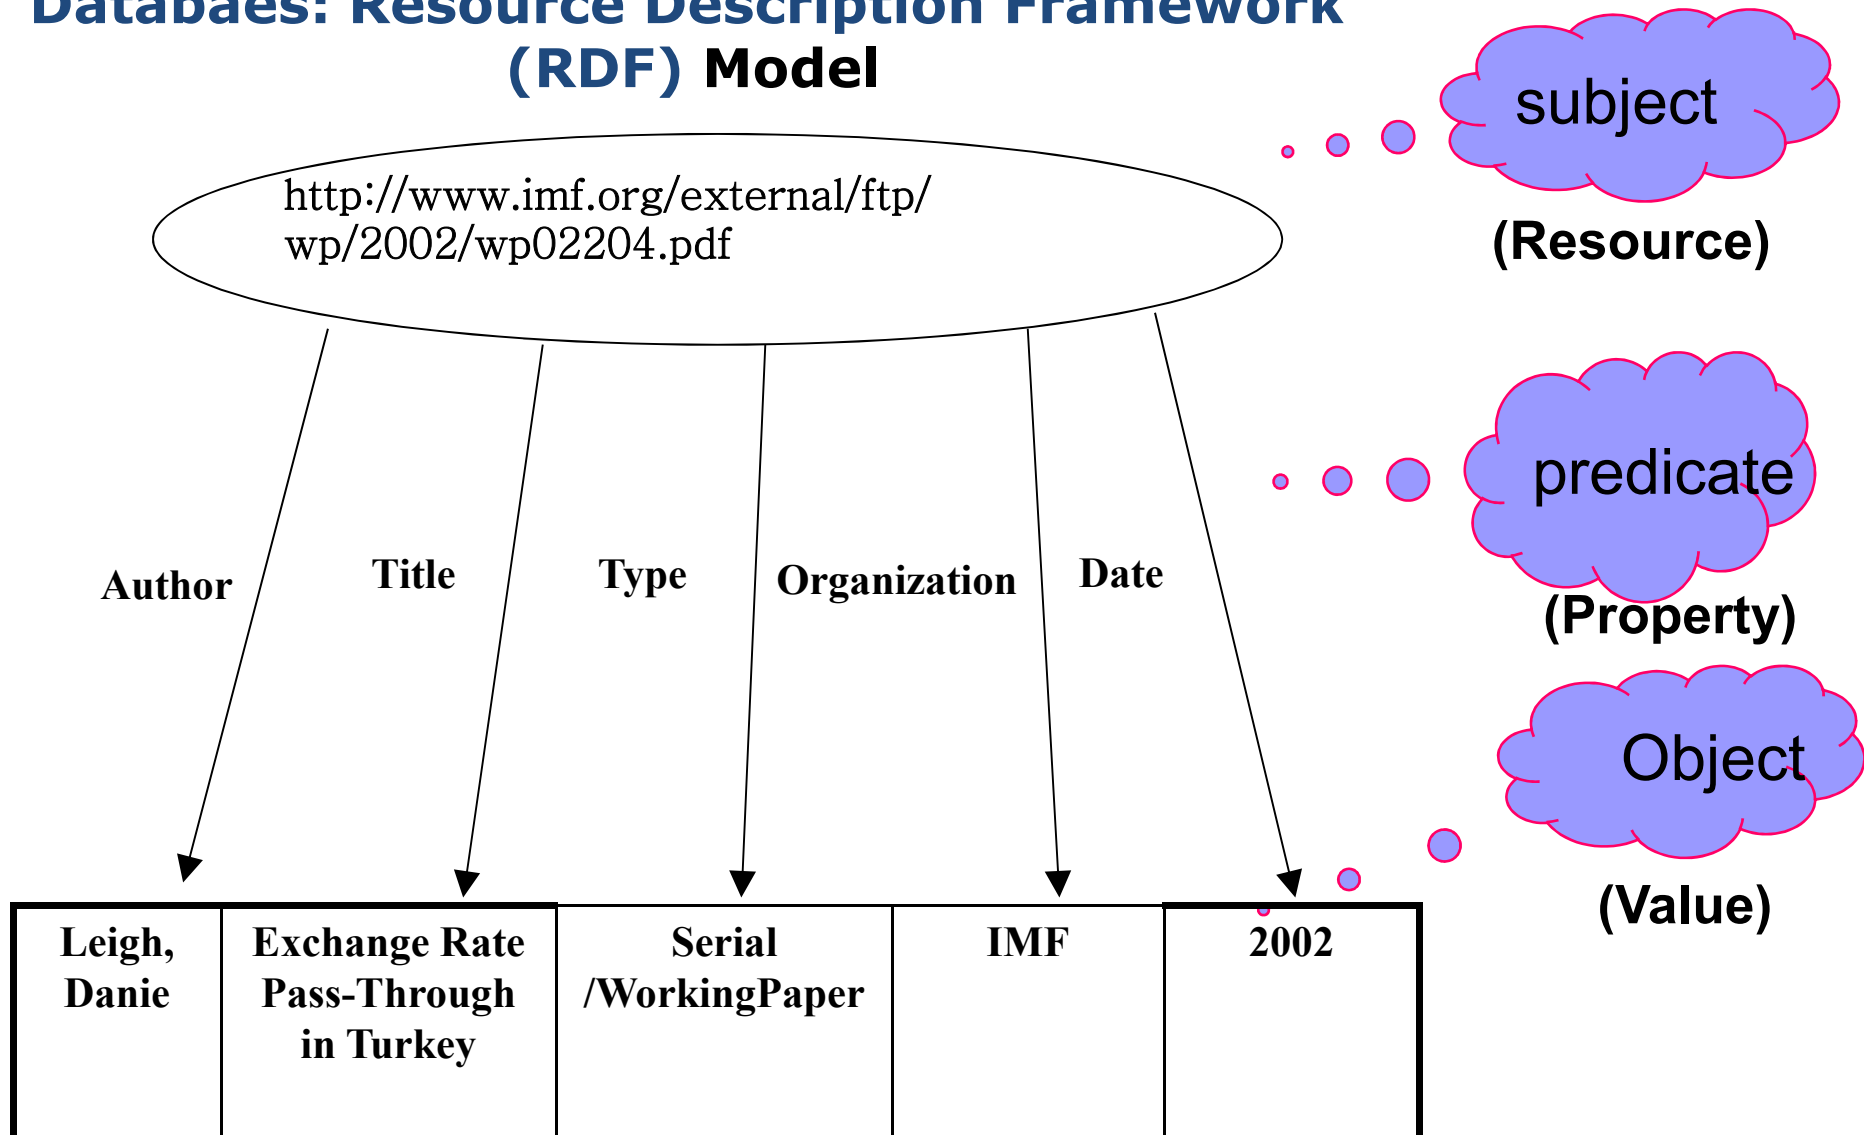 Databaes: Resource Description Framework
(RDF) Model
subject
(Resource)
http://www.imf.org/external/ftp/
wp/2002/wp02204.pdf
predicate
(Property)
Author
Title
Type
Organization
Date
Object
(Value)
Leigh,
Danie
Exchange Rate
Pass-Through
in Turkey
Serial
/WorkingPaper
IMF
2002